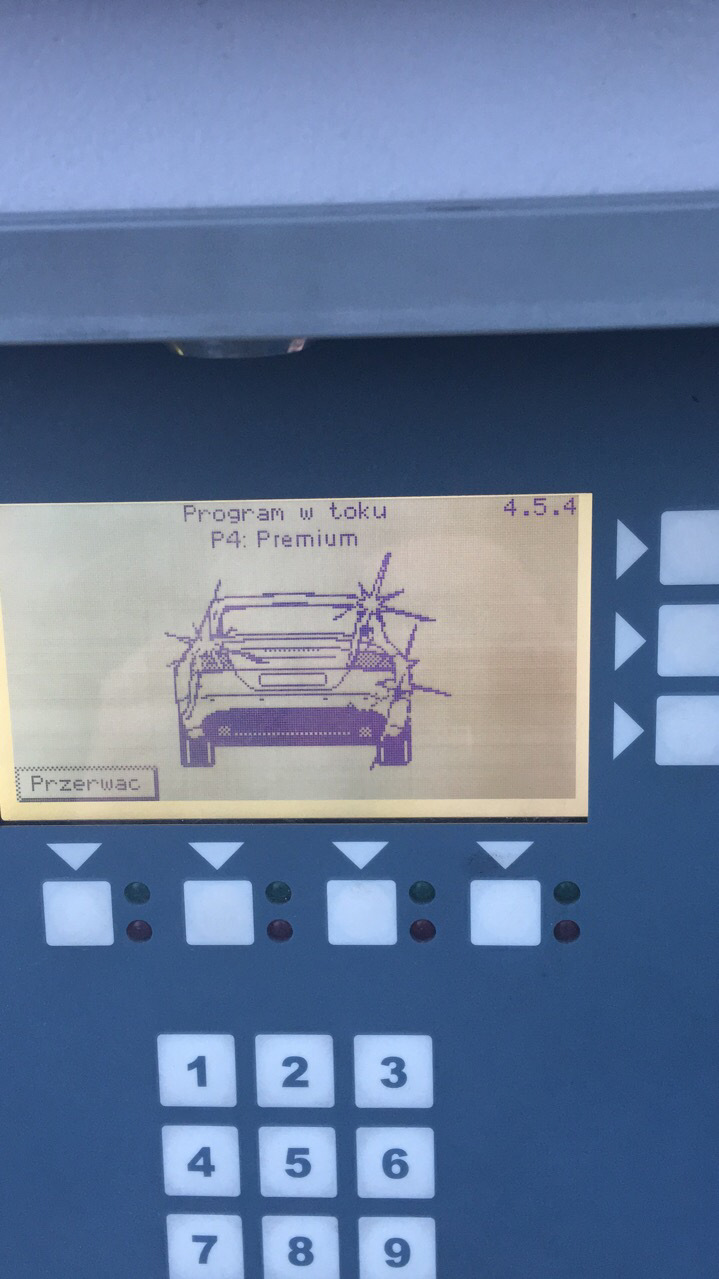 Program w toku 4.5.4
P4: Premium
Przerwac
1 2 3
4 5 6
7 8 9